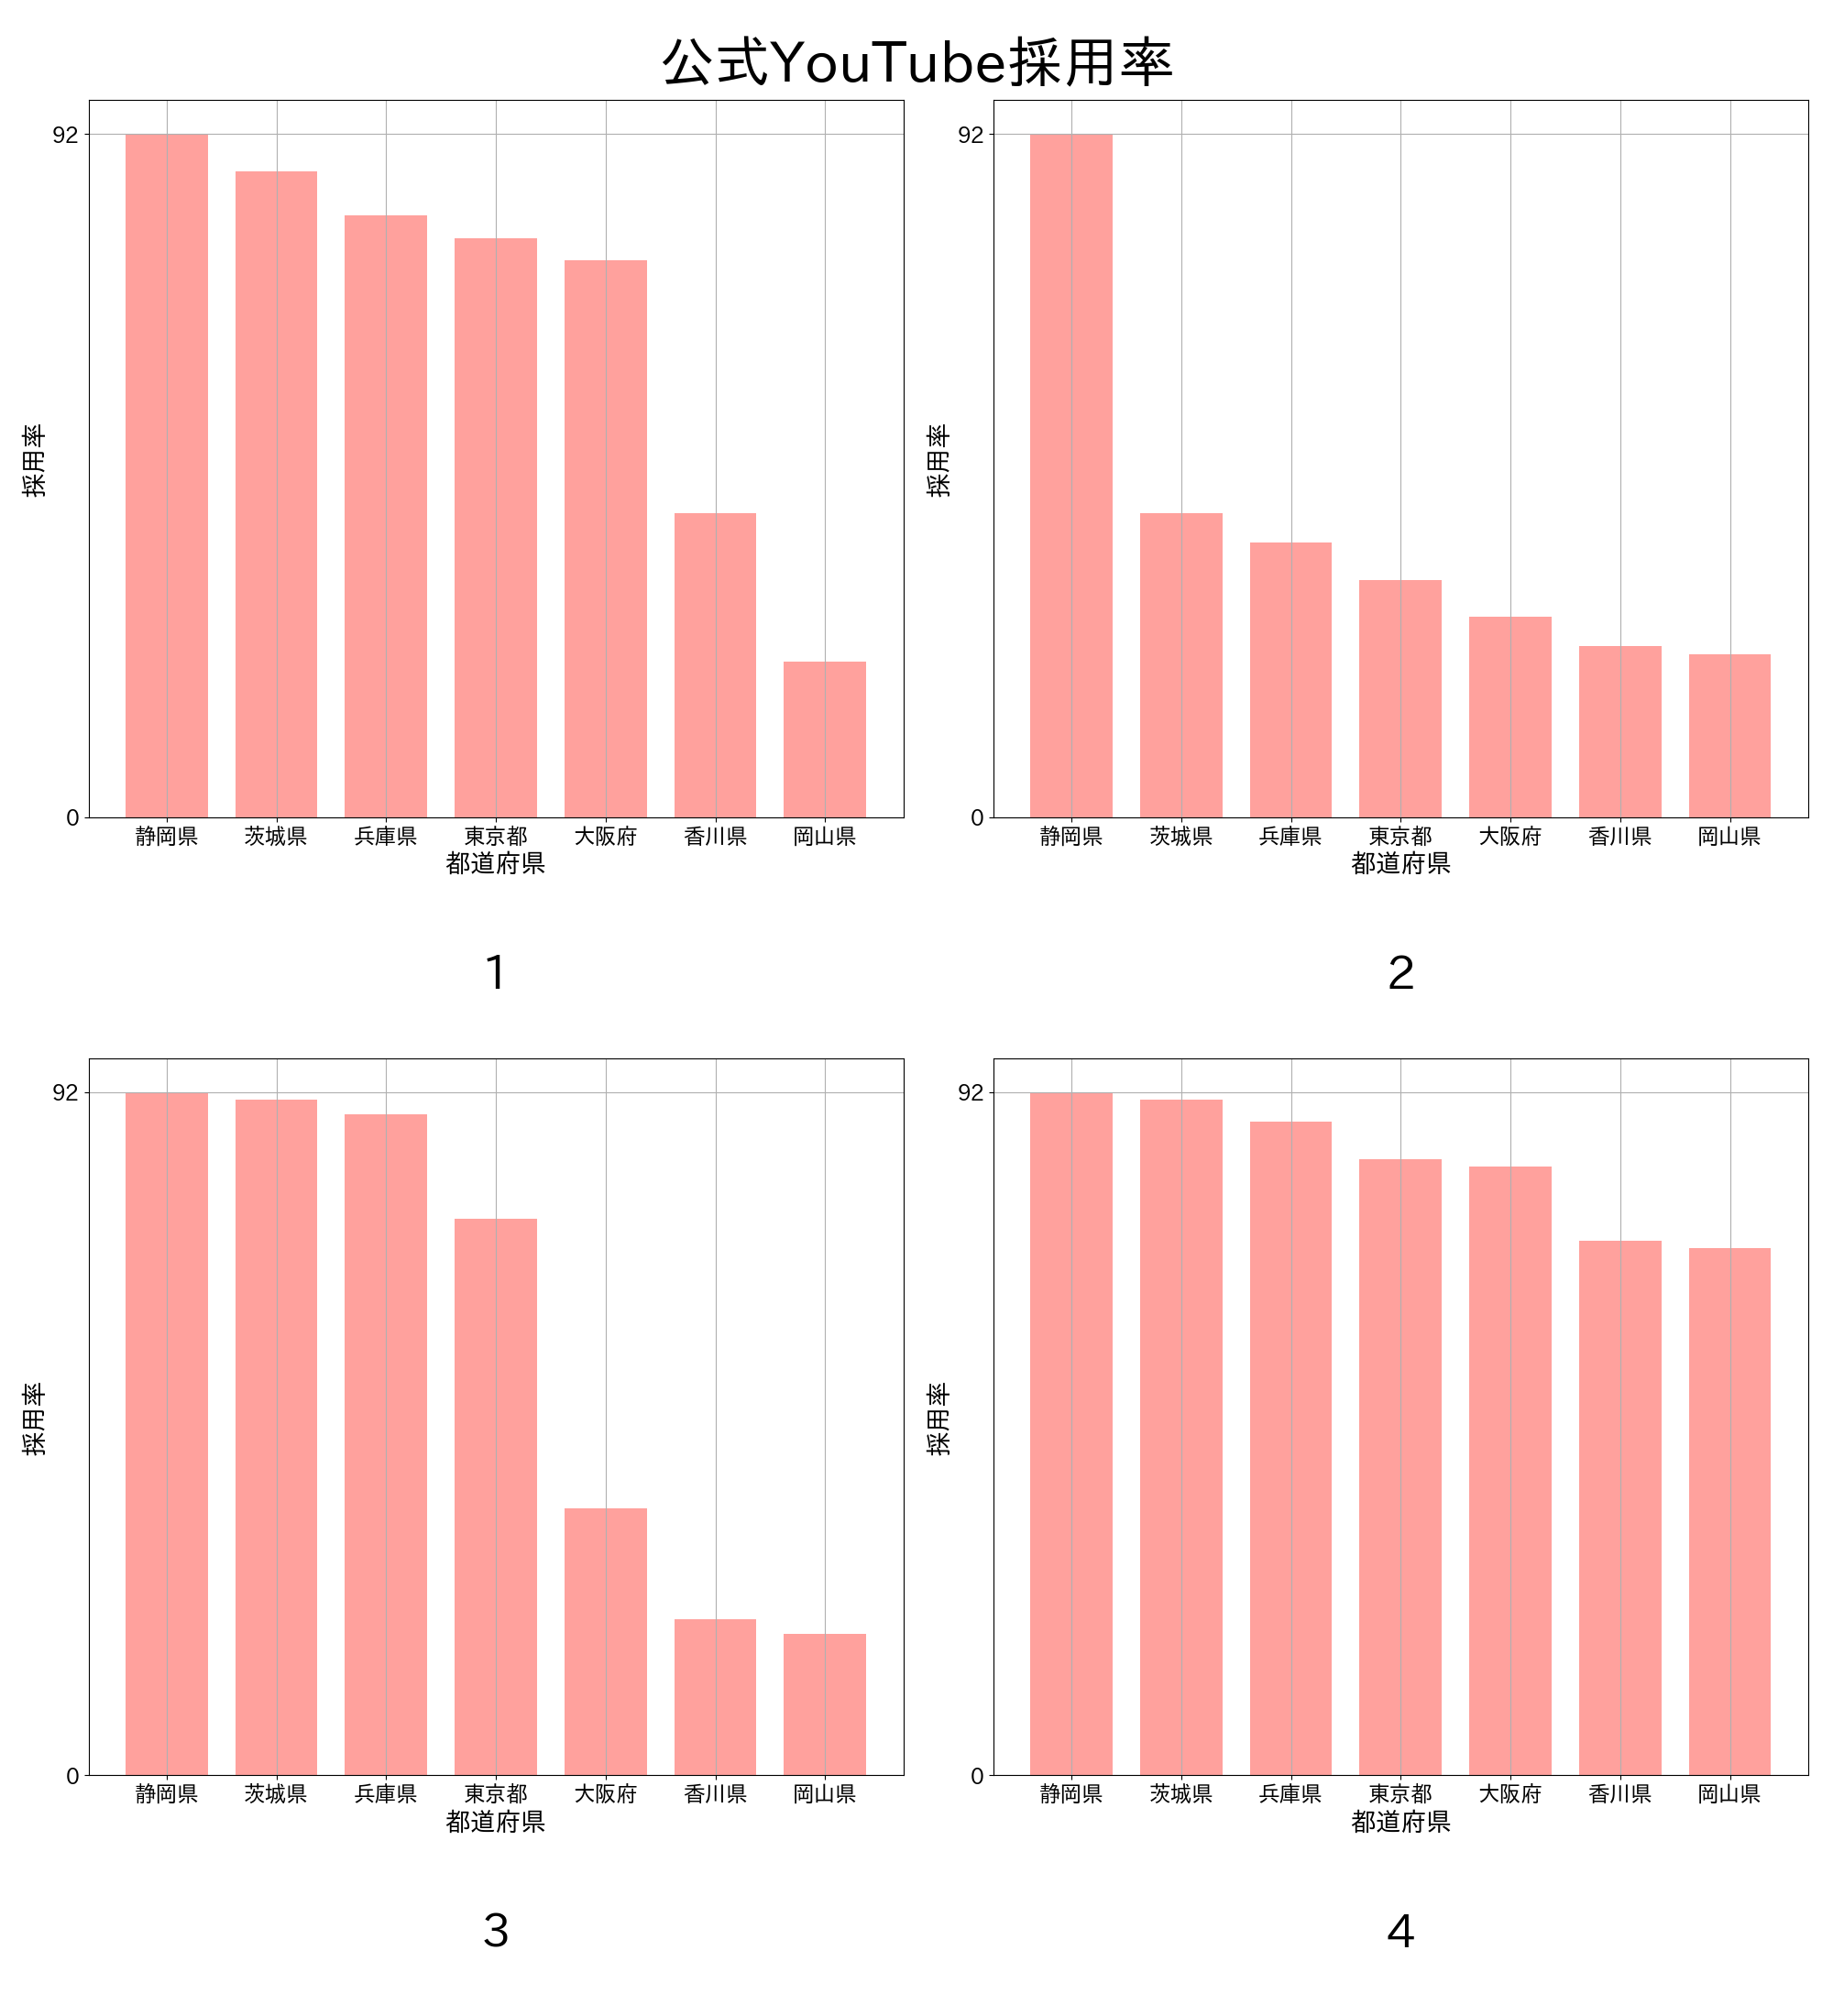 公式YouTube採用率
92
採用率
0
静岡県 茨城県 兵庫県 東京都 大阪府 香川県 岡山県
都道府県
1
92
採用率
0
静岡県 茨城県 兵庫県 東京都 大阪府 香川県 岡山県
都道府県
2
92
採用率
0
静岡県 茨城県 兵庫県 東京都 大阪府 香川県 岡山県
都道府県
3
92
採用率
0
静岡県 茨城県 兵庫県 東京都 大阪府 香川県 岡山県
都道府県
4